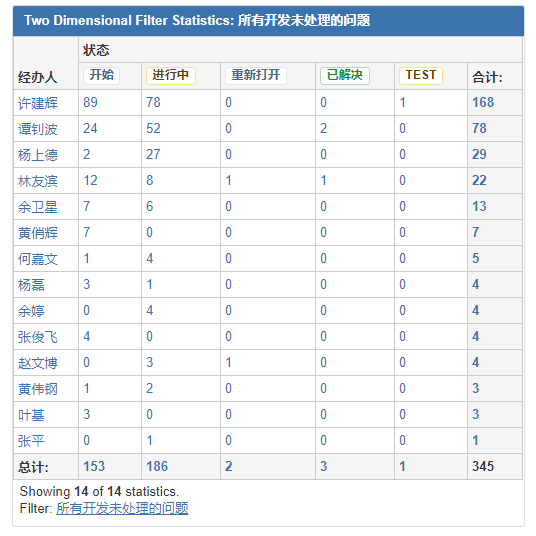 Two Dimensional Filter Statistics: 所有开发未处理的问题
状态
经办人 开始 进行中 重新打开 已解决 TEST 合计:
许建辉 89 78 0 0 1 168
谭钊波 24 52 0 2 0 78
杨上德 2 27 0 0 0 29
林友滨 12 8 1 1 0 22
余卫星 7 6 0 0 0 13
黄俏辉 7 0 0 0 0 7
何嘉文 1 4 0 0 0 5
杨磊 3 1 0 0 0 4
余婷 0 4 0 0 0 4
张俊飞 4 0 0 0 0 4
赵文博 0 3 1 0 0 4
黄伟钢 1 2 0 0 0 3
叶基 3 0 0 0 0 3
张平 0 1 0 0 0 1
总计: 153 186 2 3 1 345
Showing 14 of 14 statistics.
Filter: 所有开发未处理的问题